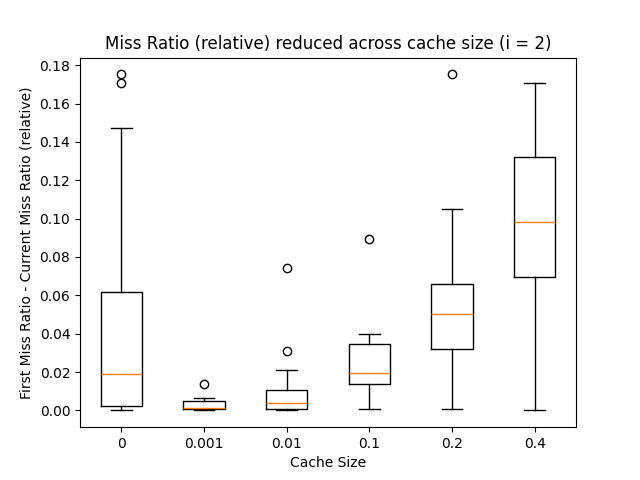 Miss Ratio (relative) reduced across cache size (i = 2)
First Miss Ratio - Current Miss Ratio (relative)
0.18
0.16
0.14
0.12
0.10
0.08
0.06
0.04
0.02
0.00
0 0.001 0.01 0.1 0.2 0.4
Cache Size